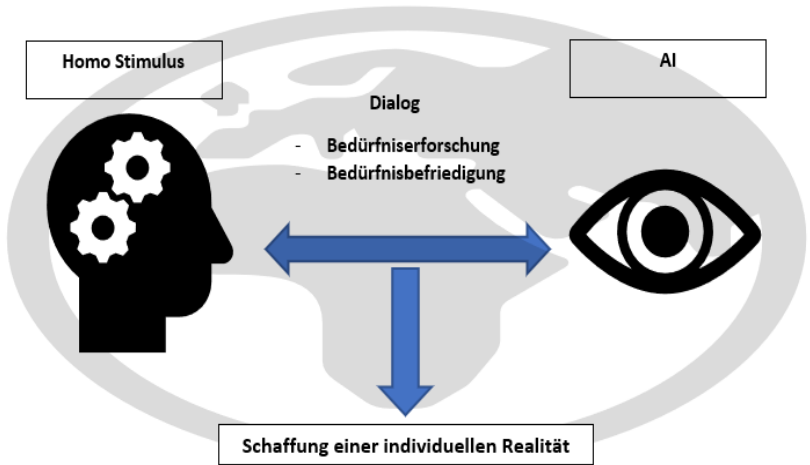 Homo Stimulus
AI
Dialog
- Bedürfniserforschung
- Bedürfnisbefriedigung
Schaffung einer individuellen Realität